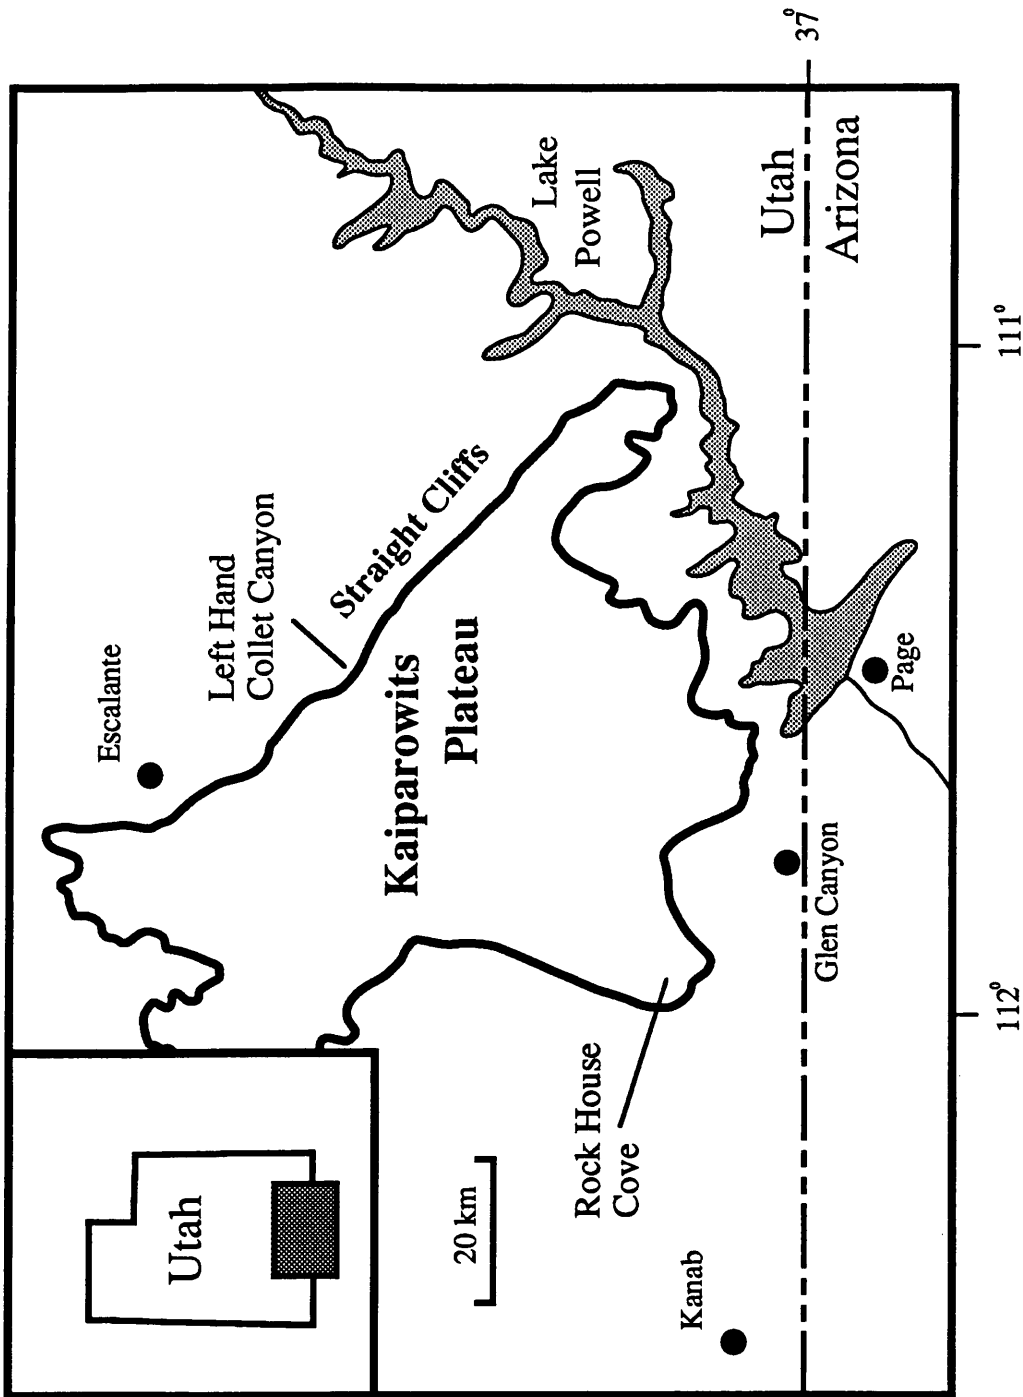 Utah
Escalante
Left Hand
Collet Canyon
Straight Cliffs
Kaiparowits
Plateau
Lake
Powell
20 km
Rock House
Cove
Kanab
Glen Canyon
Page
Utah
Arizona
37°
112°
111°